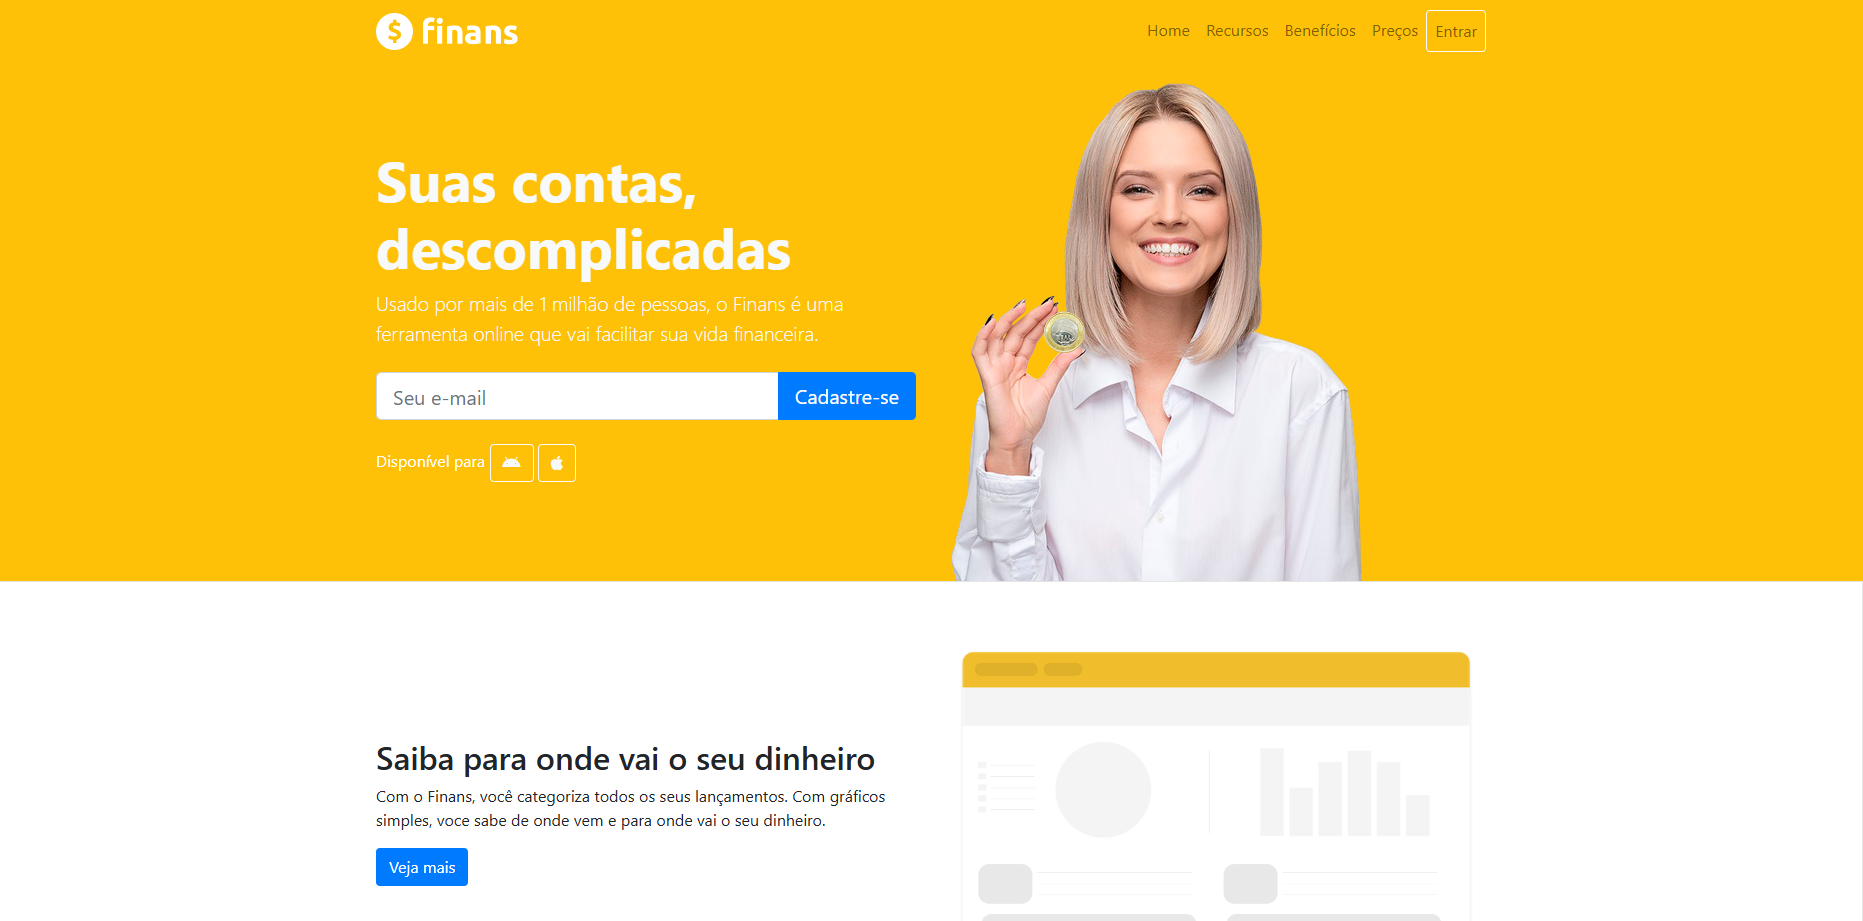 finans
Home Recursos Benefícios Preços Entrar
Suas contas,
descomplicadas
Usado por mais de 1 milhão de pessoas, o Finans é uma
ferramenta online que vai facilitar sua vida financeira.
Seu e-mail Cadastre-se
Disponível para
Saiba para onde vai o seu dinheiro
Com o Finans, você categoriza todos os seus lançamentos. Com gráficos
simples, voce sabe de onde vem e para onde vai o seu dinheiro.
Veja mais